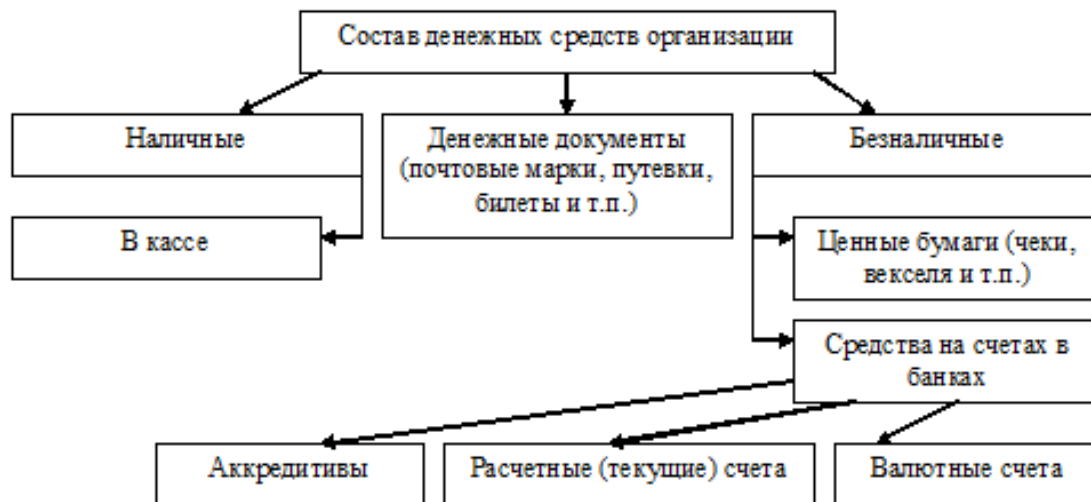 Состав денежных средств организации
Наличные
Денежные документы
(почтовые марки, путевки,
билеты и т.п.)
Безналичные
В кассе
Ценные бумаги (чеки,
векселя и т.п.)
Средства на счетах в
банках
Аккредитивы
Расчетные (текущие) счета
Валютные счета